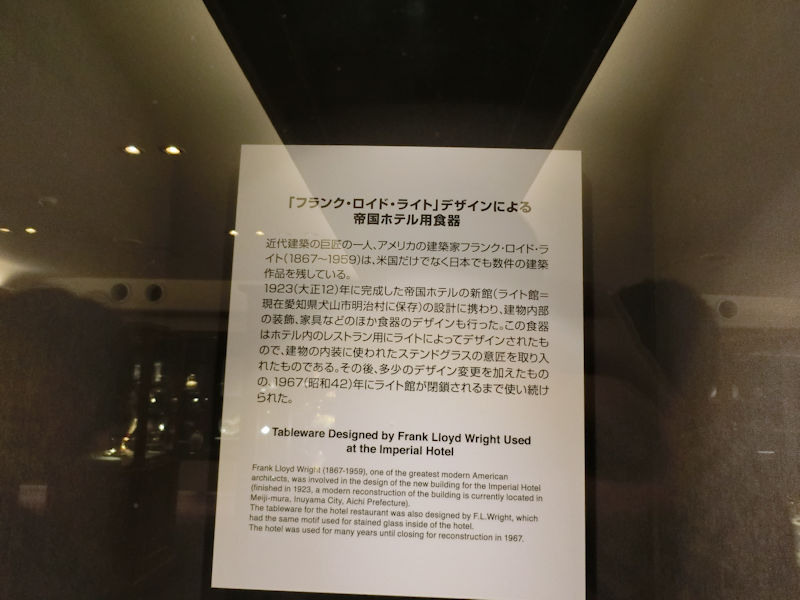 「フランク・ロイド・ライト」デザインによる
帝国ホテル用食器
近代建築の巨匠の一人、アメリカの建築家フランク・ロイド・ラ
イト(1867〜1959)は、米国だけでなく日本でも数件の建築
作品を残している。
1923(大正12)年に完成した帝国ホテルの新館(ライト館=
現在愛知県犬山市明治村に保存)の設計に携わり、建物内部
の装飾、家具などのほか食器のデザインも行った。この食器
はホテル内のレストラン用にライトによってデザインされたも
ので、建物の内装に使われたステンドグラスの意匠を取り入
れたものである。その後、多少のデザイン変更を加えたもの
の、1967(昭和42)年にライト館が閉鎖されるまで使い続け
られた。
Tableware Designed by Frank Lloyd Wright Used
at the Imperial Hotel
Frank Lloyd Wright (1867-1959), one of the greatest modern American
architects, was involved in the design of the new building for the Imperial Hotel
(finished in 1923, a modern reconstruction of the building is currently located in
Meiji-mura, Inuyama City, Aichi Prefecture).
The tableware for the hotel restaurant was also designed by F.L.Wright, which
had the same motif used for stained glass inside of the hotel.
The hotel was used for many years until closing for reconstruction in 1967.